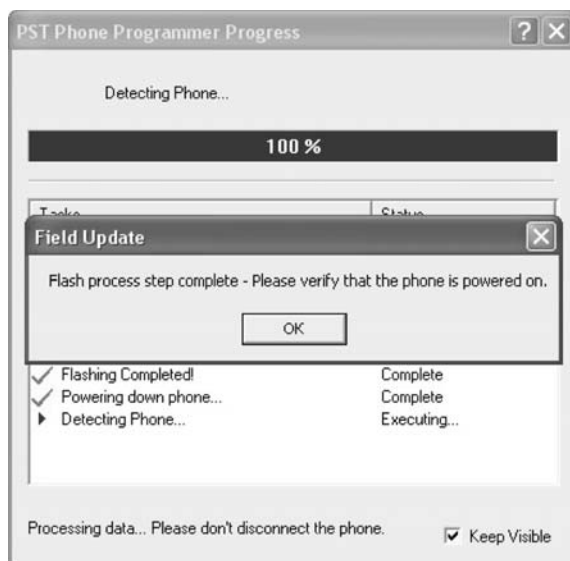 PST Phone Programmer Progress
Detecting Phone...
100 %
Field Update
Flash process step complete - Please verify that the phone is powered on.
OK
Flashing Completed! Complete
Powering down phone... Complete
Detecting Phone... Executing...
Processing data... Please don't disconnect the phone.
Keep Visible